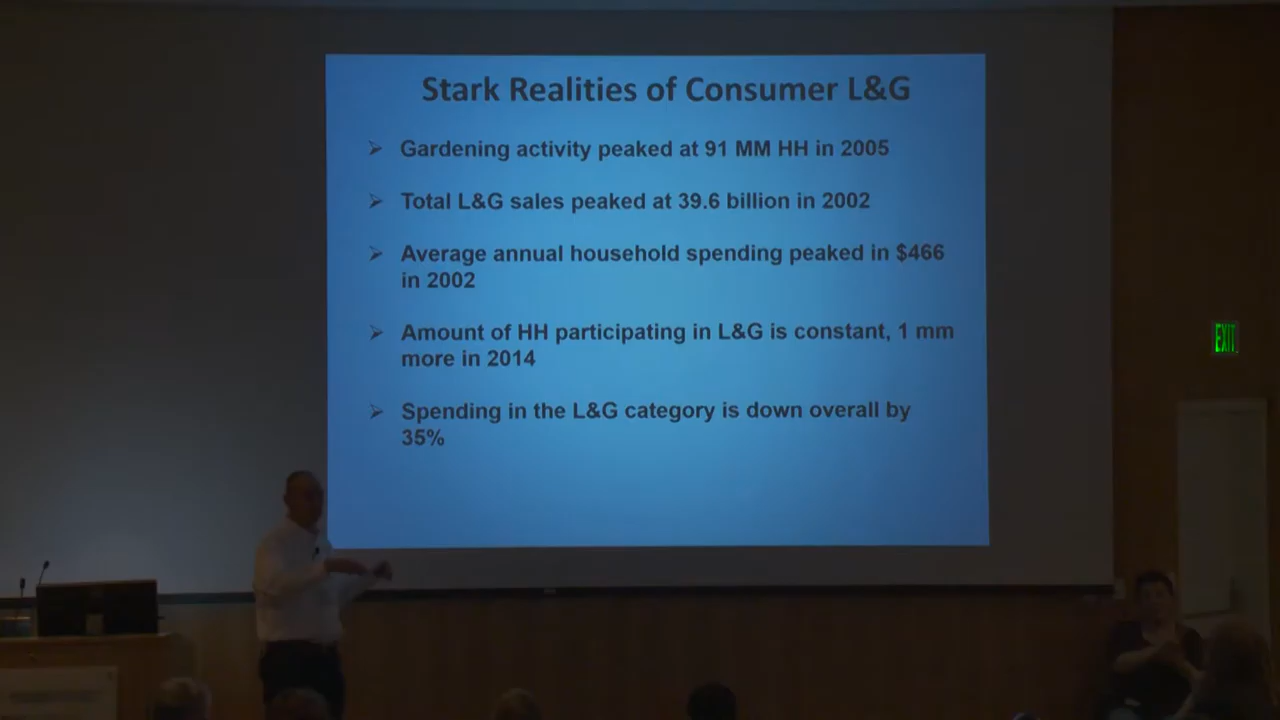 Stark Realities of Consumer L&G
➢ Gardening activity peaked at 91 MM HH in 2005
➢ Total L&G sales peaked at 39.6 billion in 2002
➢ Average annual household spending peaked in $466
in 2002
➢ Amount of HH participating in L&G is constant, 1 mm
more in 2014
➢ Spending in the L&G category is down overall by
35%
EXIT